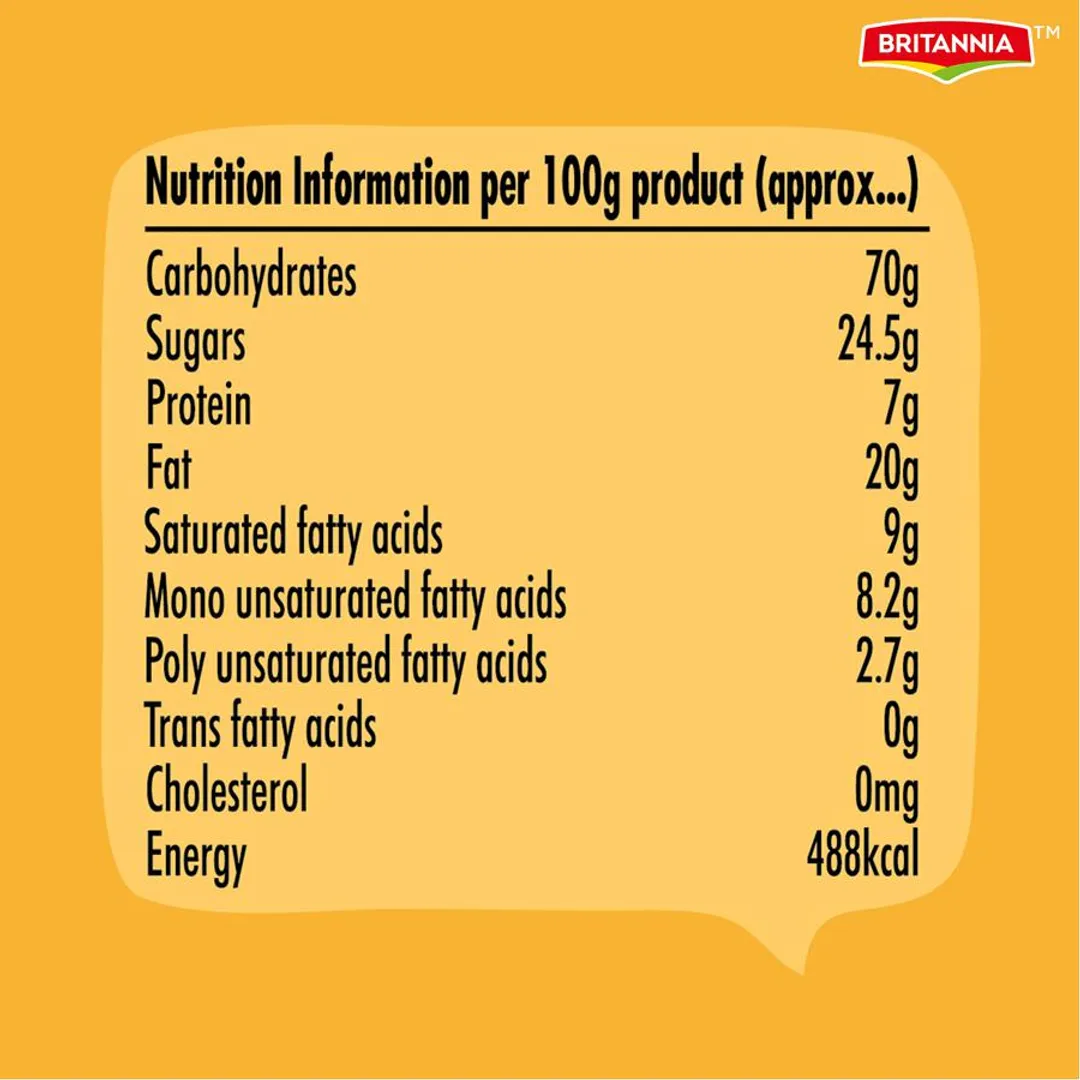 BRITANNIA TM
Nutrition Information per 100g product (approx...)
Carbohydrates 70g
Sugars 24.5g
Protein 7g
Fat 20g
Saturated fatty acids 9g
Mono unsaturated fatty acids 8.2g
Poly unsaturated fatty acids 2.7g
Trans fatty acids 0g
Cholesterol 0mg
Energy 488kcal